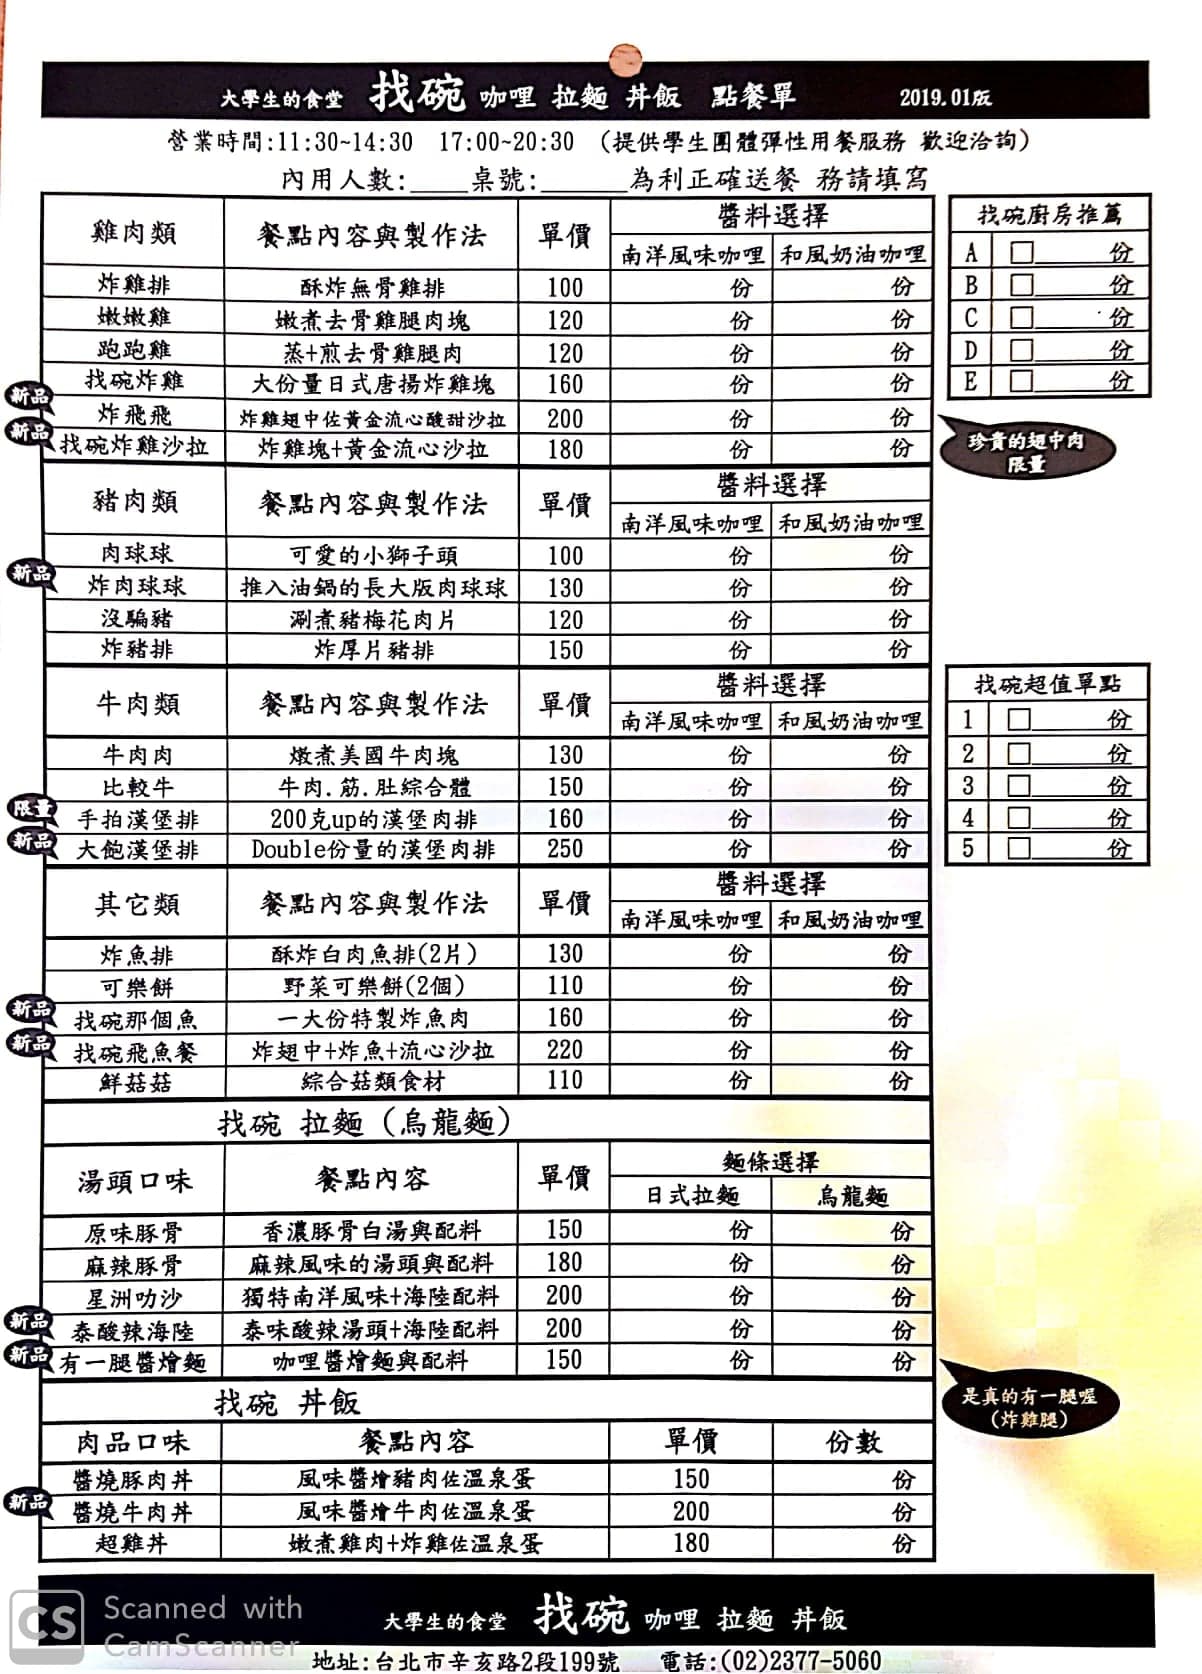 大學生的食堂 找碗 咖哩 拉麵 丼飯 點餐單 2019.01版
營業時間:11:30~14:30 17:00~20:30 (提供學生團體彈性用餐服務 歡迎洽詢)
內用人數:____桌號:______為利正確送餐 務請填寫
雞肉類 餐點內容與製作法 單價 醬料選擇
南洋風味咖哩 和風奶油咖哩
炸雞排 酥炸無骨雞排 100 份 份
嫩嫩雞 嫩煮去骨雞腿肉塊 120 份 份
跑跑雞 蒸+煎去骨雞腿肉 120 份 份
找碗炸雞 大份量日式唐揚炸雞塊 160 份 份
新品 炸飛飛 炸雞翅中佐黃金流心酸甜沙拉 200 份 份
新品 找碗炸雞沙拉 炸雞塊+黃金流心沙拉 180 份 份
豬肉類 餐點內容與製作法 單價 醬料選擇
南洋風味咖哩 和風奶油咖哩
肉球球 可愛的小獅子頭 100 份 份
新品 炸肉球球 推入油鍋的長大版肉球球 130 份 份
沒騙豬 涮煮豬梅花肉片 120 份 份
炸豬排 炸厚片豬排 150 份 份
牛肉類 餐點內容與製作法 單價 醬料選擇
南洋風味咖哩 和風奶油咖哩
牛肉肉 燉煮美國牛肉塊 130 份 份
比較牛 牛肉.筋.肚綜合體 150 份 份
限量 手拍漢堡排 200克up的漢堡肉排 160 份 份
新品 大飽漢堡排 Double份量的漢堡肉排 250 份 份
其它類 餐點內容與製作法 單價 醬料選擇
南洋風味咖哩 和風奶油咖哩
炸魚排 酥炸白肉魚排(2片) 130 份 份
可樂餅 野菜可樂餅(2個) 110 份 份
新品 找碗那個魚 一大份特製炸魚肉 160 份 份
新品 找碗飛魚餐 炸翅中+炸魚+流心沙拉 220 份 份
鮮菇菇 綜合菇類食材 110 份 份
找碗 拉麵 (烏龍麵)
湯頭口味 餐點內容 單價 麵條選擇
日式拉麵 烏龍麵
原味豚骨 香濃豚骨白湯與配料 150 份 份
麻辣豚骨 麻辣風味的湯頭與配料 180 份 份
星洲叻沙 獨特南洋風味+海陸配料 200 份 份
新品 泰酸辣海陸 泰味酸辣湯頭+海陸配料 200 份 份
新品 有一腿醬燴麵 咖哩醬燴麵與配料 150 份 份
找碗 丼飯
肉品口味 餐點內容 單價 份數
醬燒豚肉丼 風味醬燴豬肉佐溫泉蛋 150 份
新品 醬燒牛肉丼 風味醬燴牛肉佐溫泉蛋 200 份
超雞丼 嫩煮雞肉+炸雞佐溫泉蛋 180 份
找碗廚房推薦
A □______份
B □______份
C □______份
D □______份
E □______份
珍貴的翅中肉
限量
找碗超值單點
1 □______份
2 □______份
3 □______份
4 □______份
5 □______份
是真的有一腿喔
(炸雞腿)
大學生的食堂 找碗 咖哩 拉麵 丼飯
地址:台北市辛亥路2段199號 電話:(02)2377-5060
CS Scanned with
CamScanner